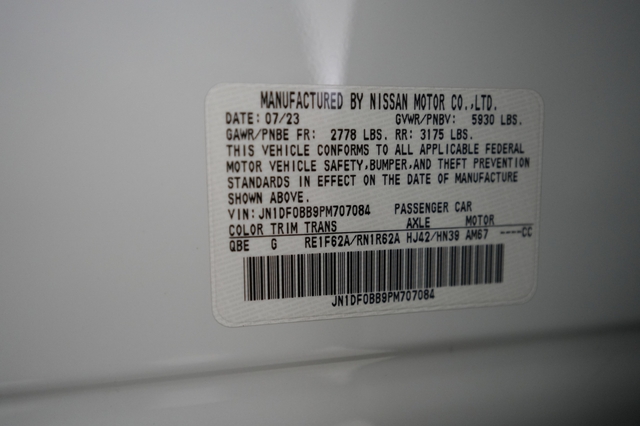 MANUFACTURED BY NISSAN MOTOR CO.,LTD.
DATE: 07/23 GVWR/PNBV: 5930 LBS.
GAWR/PNBE FR: 2778 LBS. RR: 3175 LBS.
THIS VEHICLE CONFORMS TO ALL APPLICABLE FEDERAL
MOTOR VEHICLE SAFETY,BUMPER,AND THEFT PREVENTION
STANDARDS IN EFFECT ON THE DATE OF MANUFACTURE
SHOWN ABOVE.
VIN: JN1DF0BB9PM707084 PASSENGER CAR
COLOR TRIM TRANS AXLE MOTOR
QBE G RE1F62A/RN1R62A HJ42/HN39 AM67 ----CC
JN1DF0BB9PM707084